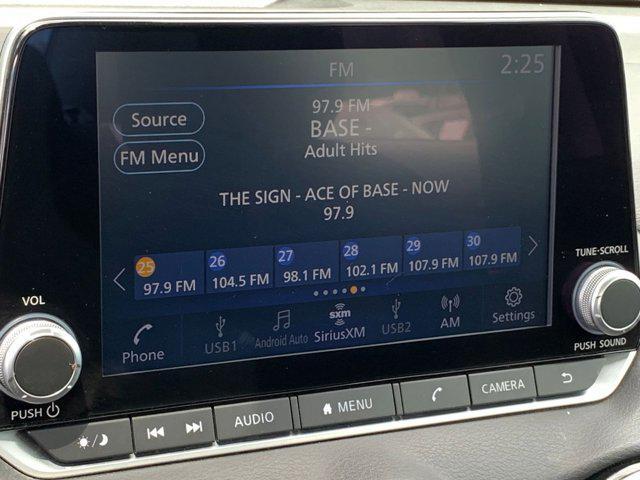 FM
2:25
Source
FM Menu
97.9 FM
BASE -
Adult Hits
THE SIGN - ACE OF BASE - NOW
97.9
25 26 27 28 29 30
97.9 FM 104.5 FM 98.1 FM 102.1 FM 107.9 FM 107.9 FM
Phone
USB1
Android Auto
sxm
SiriusXM
USB2
AM
Settings
VOL
PUSH
TUNE·SCROLL
PUSH SOUND
AUDIO
MENU
CAMERA